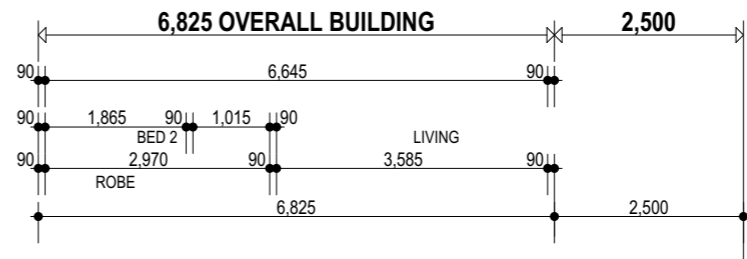 6,825 OVERALL BUILDING 2,500
90 6,645 90
90 1,865 90 1,015 90
BED 2 LIVING
90 2,970 90 3,585 90
ROBE
6,825 2,500